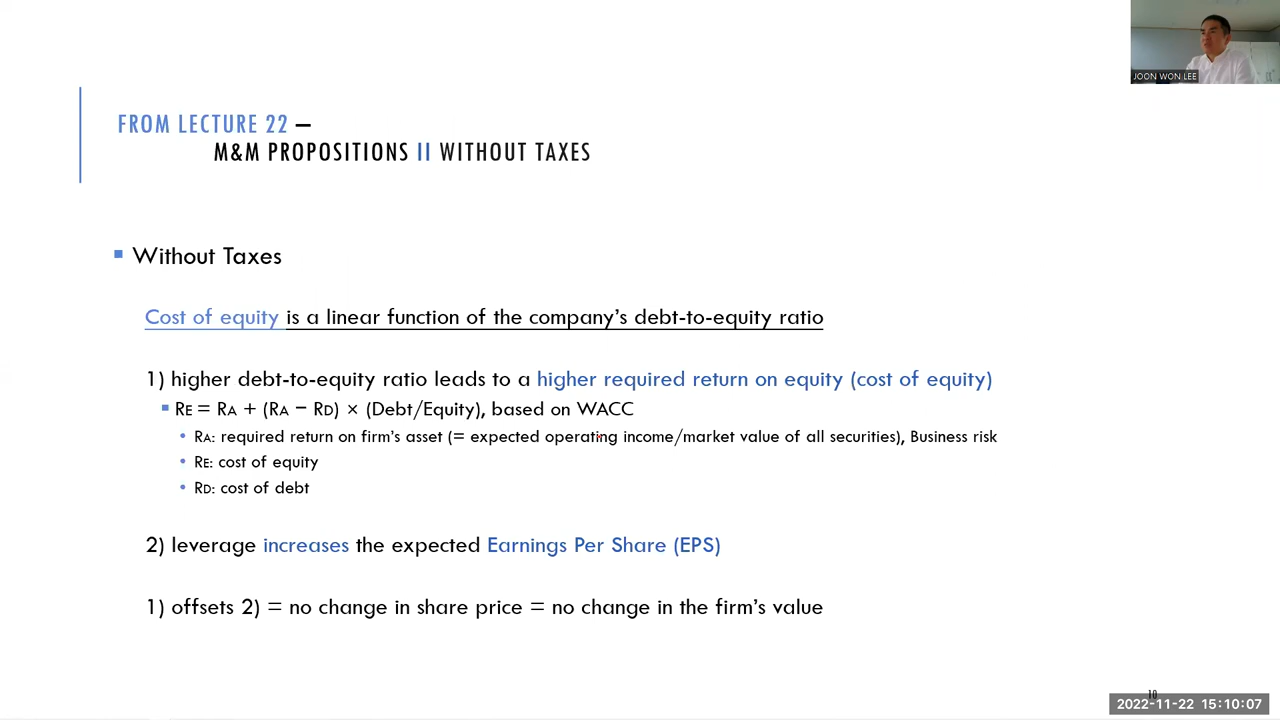 JOON WON LEE
FROM LECTURE 22 –
M&M PROPOSITIONS II WITHOUT TAXES
Without Taxes
Cost of equity is a linear function of the company's debt-to-equity ratio
1) higher debt-to-equity ratio leads to a higher required return on equity (cost of equity)
RE = RA + (RA – RD) × (Debt/Equity), based on WACC
RA: required return on firm's asset (= expected operating income/market value of all securities), Business risk
RE: cost of equity
RD: cost of debt
2) leverage increases the expected Earnings Per Share (EPS)
1) offsets 2) = no change in share price = no change in the firm's value
10
2022-11-22 15:10:07